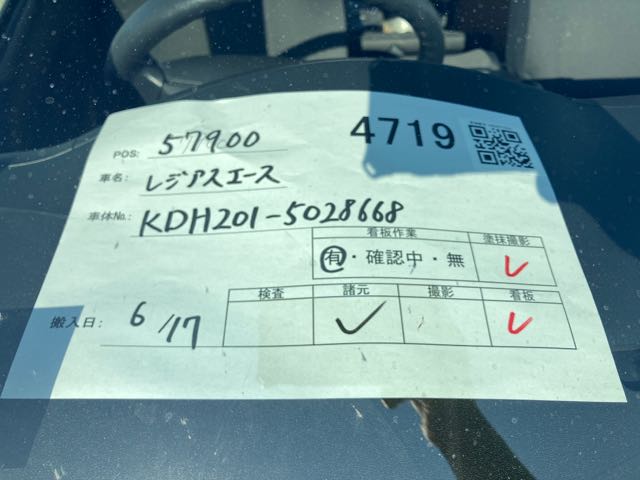 POS: 57900 4719
車名: レジアスエース
車体No.: KDH201-5028668
看板作業 塗抹撮影
有・確認中・無 ✓
搬入日: 6/17
検査 諸元 撮影 看板
✓ ✓